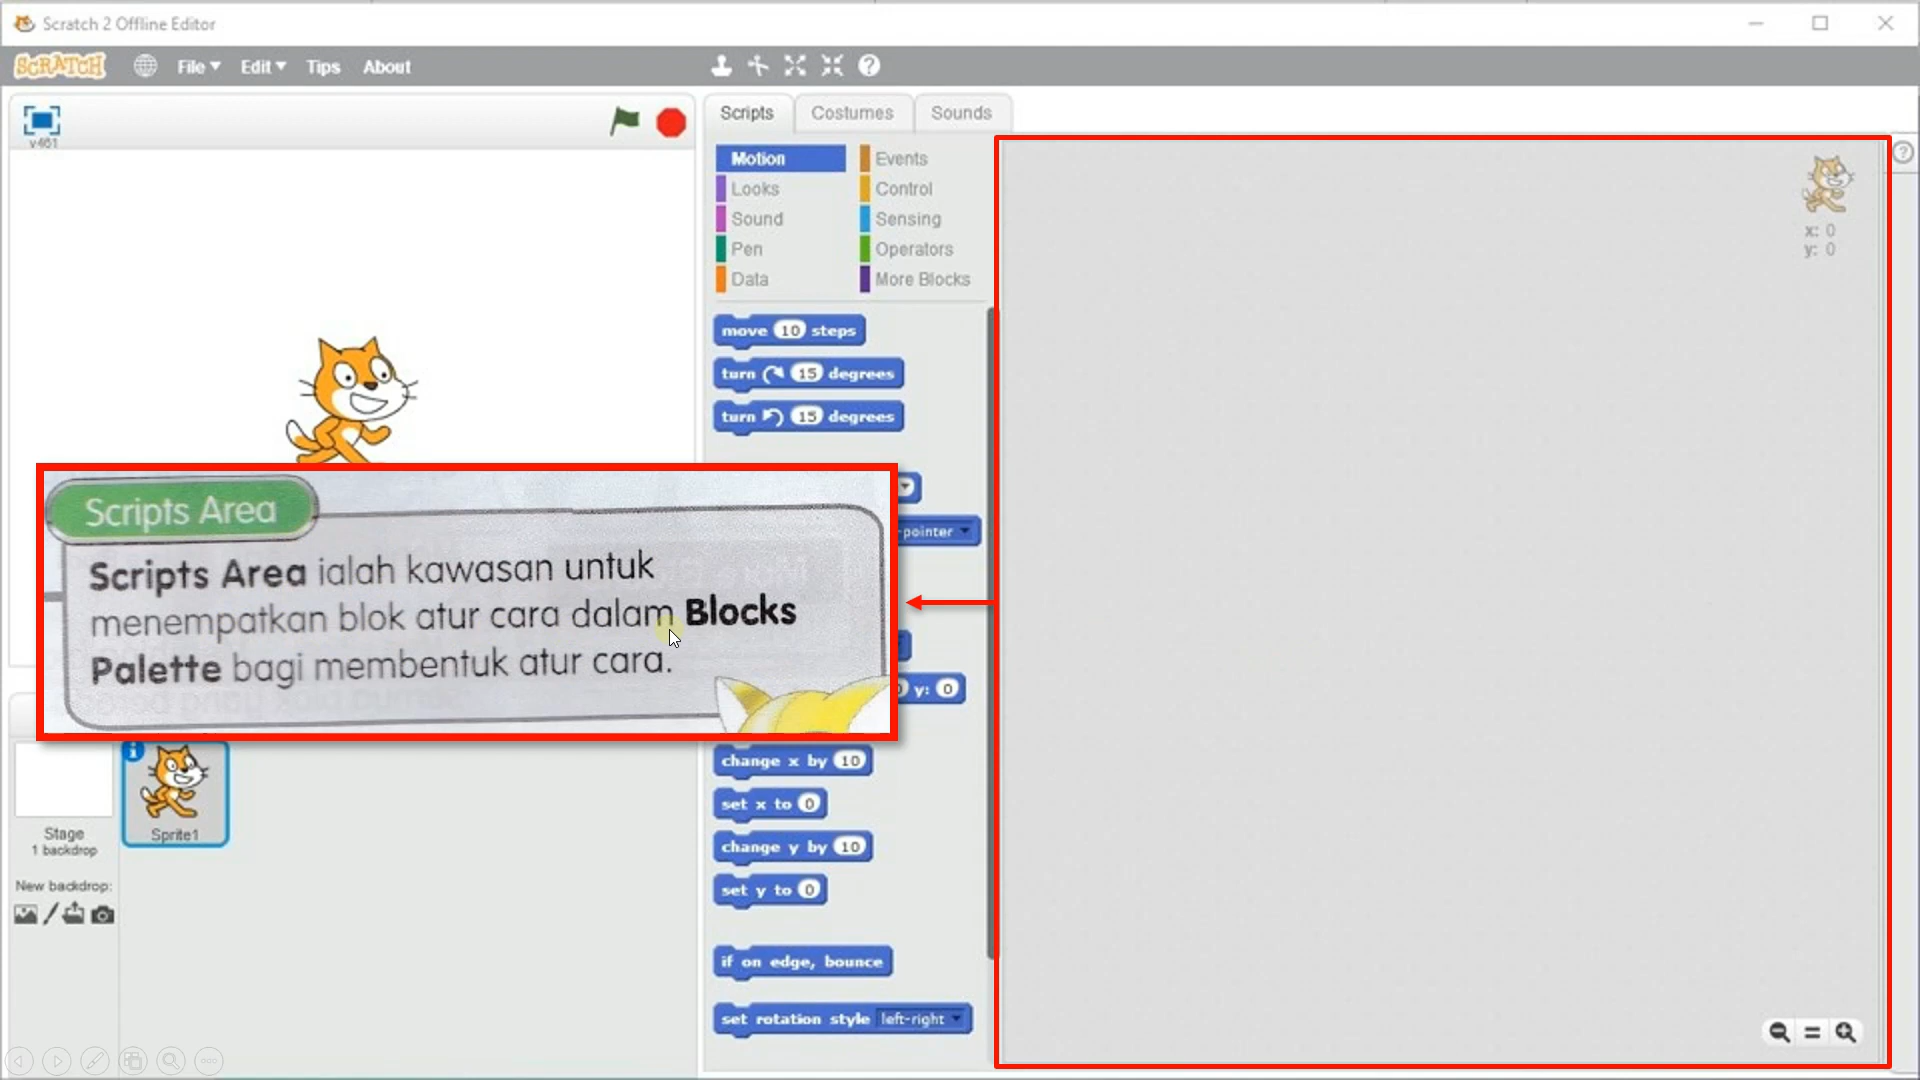 Scratch 2 Offline Editor
SCRATCH
File
Edit
Tips
About
v461
Scripts
Costumes
Sounds
Motion
Looks
Sound
Pen
Data
Events
Control
Sensing
Operators
More Blocks
move 10 steps
turn 15 degrees
turn 15 degrees
-pointer
y: 0
change x by 10
set x to 0
change y by 10
set y to 0
if on edge, bounce
set rotation style left-right
x: 0
y: 0
Scripts Area
Scripts Area ialah kawasan untuk
menempatkan blok atur cara dalam Blocks
Palette bagi membentuk atur cara.
Stage
1 backdrop
Sprite1
New backdrop: